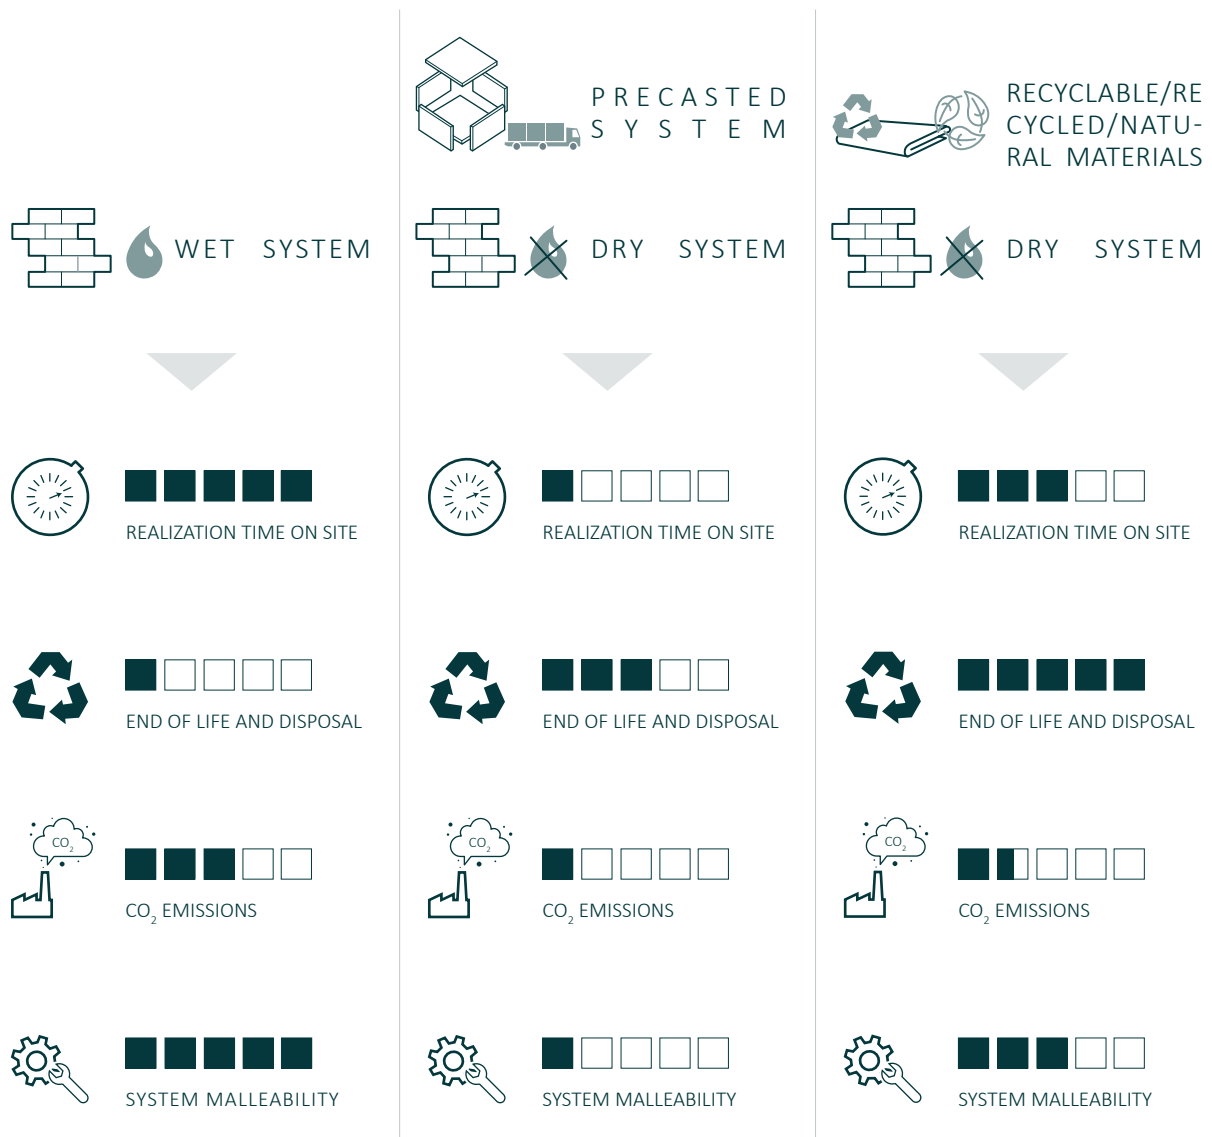 WET SYSTEM
REALIZATION TIME ON SITE
END OF LIFE AND DISPOSAL
CO2
CO2 EMISSIONS
SYSTEM MALLEABILITY
PRECASTED
SYSTEM
DRY SYSTEM
REALIZATION TIME ON SITE
END OF LIFE AND DISPOSAL
CO2
CO2 EMISSIONS
SYSTEM MALLEABILITY
RECYCLABLE/RE
CYCLED/NATU-
RAL MATERIALS
DRY SYSTEM
REALIZATION TIME ON SITE
END OF LIFE AND DISPOSAL
CO2
CO2 EMISSIONS
SYSTEM MALLEABILITY